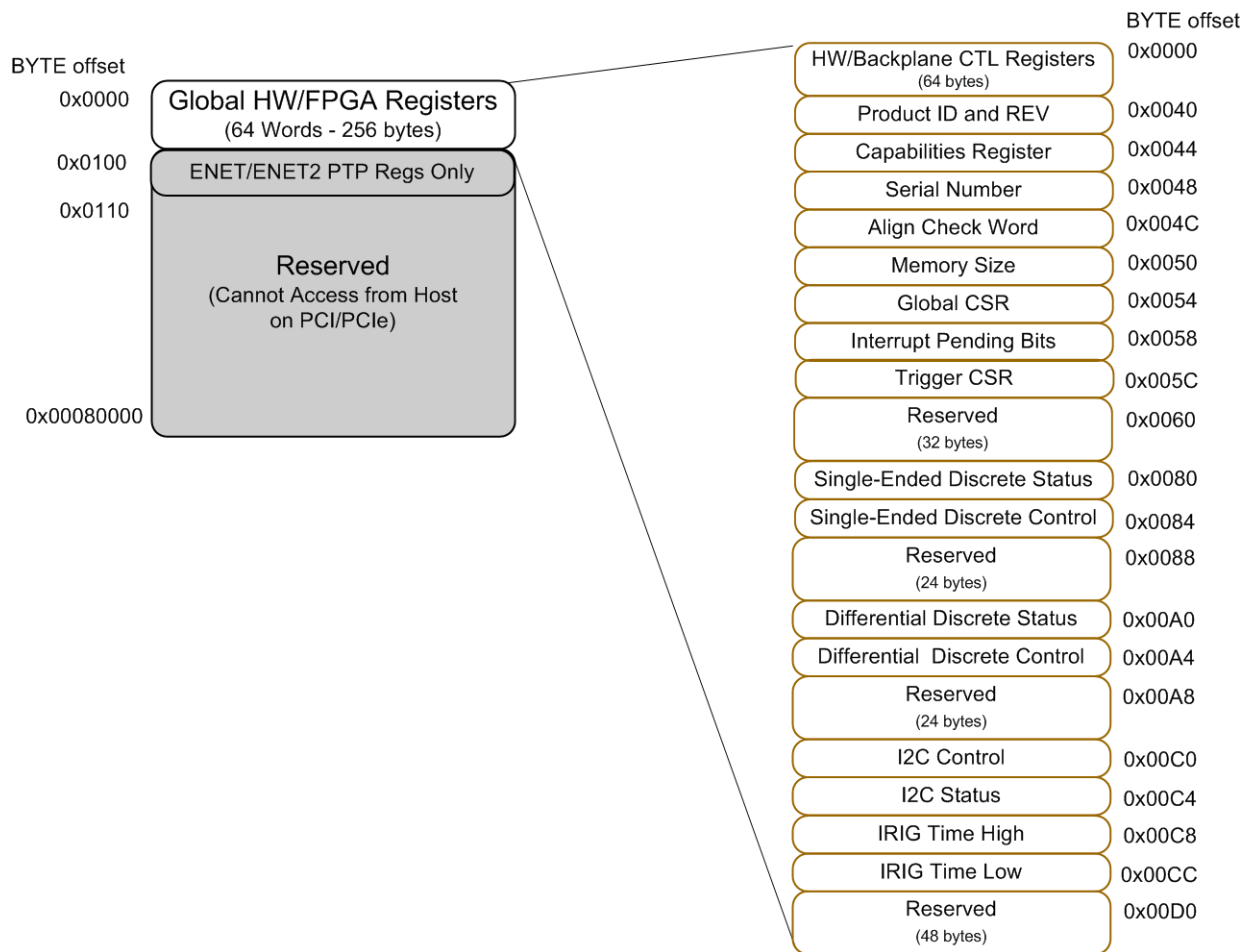 BYTE offset
0x0000
Global HW/FPGA Registers
(64 Words - 256 bytes)
0x0100
ENET/ENET2 PTP Regs Only
0x0110
Reserved
(Cannot Access from Host
on PCI/PCIe)
0x00080000
BYTE offset
HW/Backplane CTL Registers
(64 bytes)
0x0000
Product ID and REV
0x0040
Capabilities Register
0x0044
Serial Number
0x0048
Align Check Word
0x004C
Memory Size
0x0050
Global CSR
0x0054
Interrupt Pending Bits
0x0058
Trigger CSR
0x005C
Reserved
(32 bytes)
0x0060
Single-Ended Discrete Status
0x0080
Single-Ended Discrete Control
0x0084
Reserved
(24 bytes)
0x0088
Differential Discrete Status
0x00A0
Differential Discrete Control
0x00A4
Reserved
(24 bytes)
0x00A8
I2C Control
0x00C0
I2C Status
0x00C4
IRIG Time High
0x00C8
IRIG Time Low
0x00CC
Reserved
(48 bytes)
0x00D0